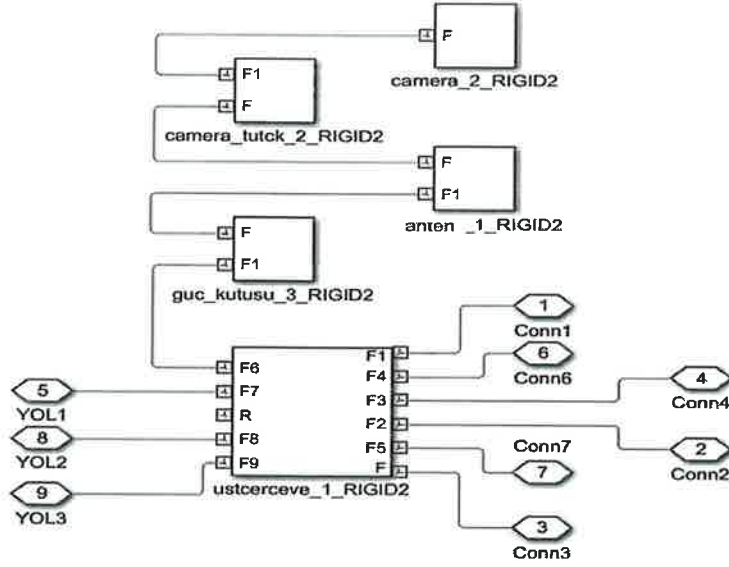 F
camera_2_RIGID2
F1
F
camera_tutck_2_RIGID2
F
F1
anten _1_RIGID2
F
F1
guc_kutusu_3_RIGID2
1
Conn1
6
Conn6
4
Conn4
Conn7
2
Conn2
7
3
Conn3
F1
F4
F3
F2
F5
F
F6
F7
R
F8
F9
ustcerceve_1_RIGID2
5
YOL1
8
YOL2
9
YOL3